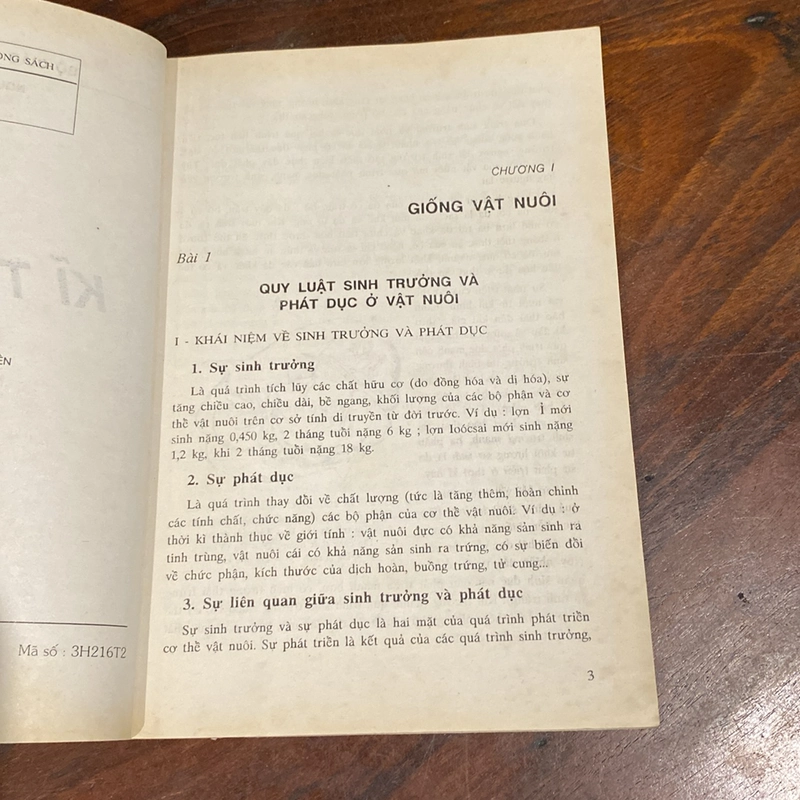 ONG SÁCH
KĨ T
ÊN
Mã số : 3H216T2
CHƯƠNG I
GIỐNG VẬT NUÔI
Bài 1
QUY LUẬT SINH TRƯỞNG VÀ
PHÁT DỤC Ở VẬT NUÔI
I - KHÁI NIỆM VỀ SINH TRƯỞNG VÀ PHÁT DỤC
1. Sự sinh trưởng
Là quá trình tích lũy các chất hữu cơ (do đồng hóa và dị hóa), sự
tăng chiều cao, chiều dài, bề ngang, khối lượng của các bộ phận và cơ
thể vật nuôi trên cơ sở tính di truyền từ đời trước. Ví dụ : lợn Ỉ mới
sinh nặng 0,450 kg, 2 tháng tuổi nặng 6 kg ; lợn Ioócsai mới sinh nặng
1,2 kg, khi 2 tháng tuổi nặng 18 kg.
2. Sự phát dục
Là quá trình thay đổi về chất lượng (tức là tăng thêm, hoàn chỉnh
các tính chất, chức năng) các bộ phận của cơ thể vật nuôi. Ví dụ : ở
thời kì thành thục về giới tính : vật nuôi đực có khả năng sản sinh ra
tinh trùng, vật nuôi cái có khả năng sản sinh ra trứng, có sự biến đổi
về chức phận, kích thước của dịch hoàn, buồng trứng, tử cung...
3. Sự liên quan giữa sinh trưởng và phát dục
Sự sinh trưởng và sự phát dục là hai mặt của quá trình phát triển
cơ thể vật nuôi. Sự phát triển là kết quả của các quá trình sinh trưởng,
3